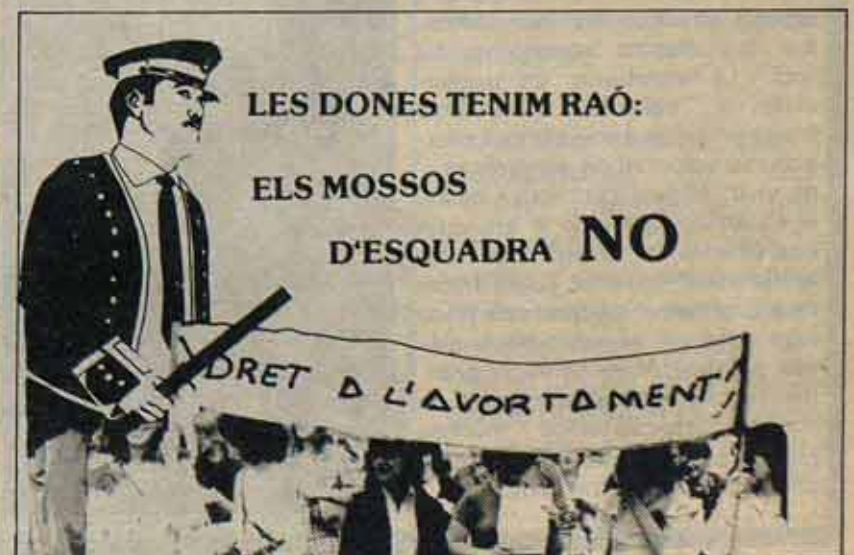 LES DONES TENIM RAÓ:
ELS MOSSOS
D'ESQUADRA NO
DRET A L'AVORTAMENT